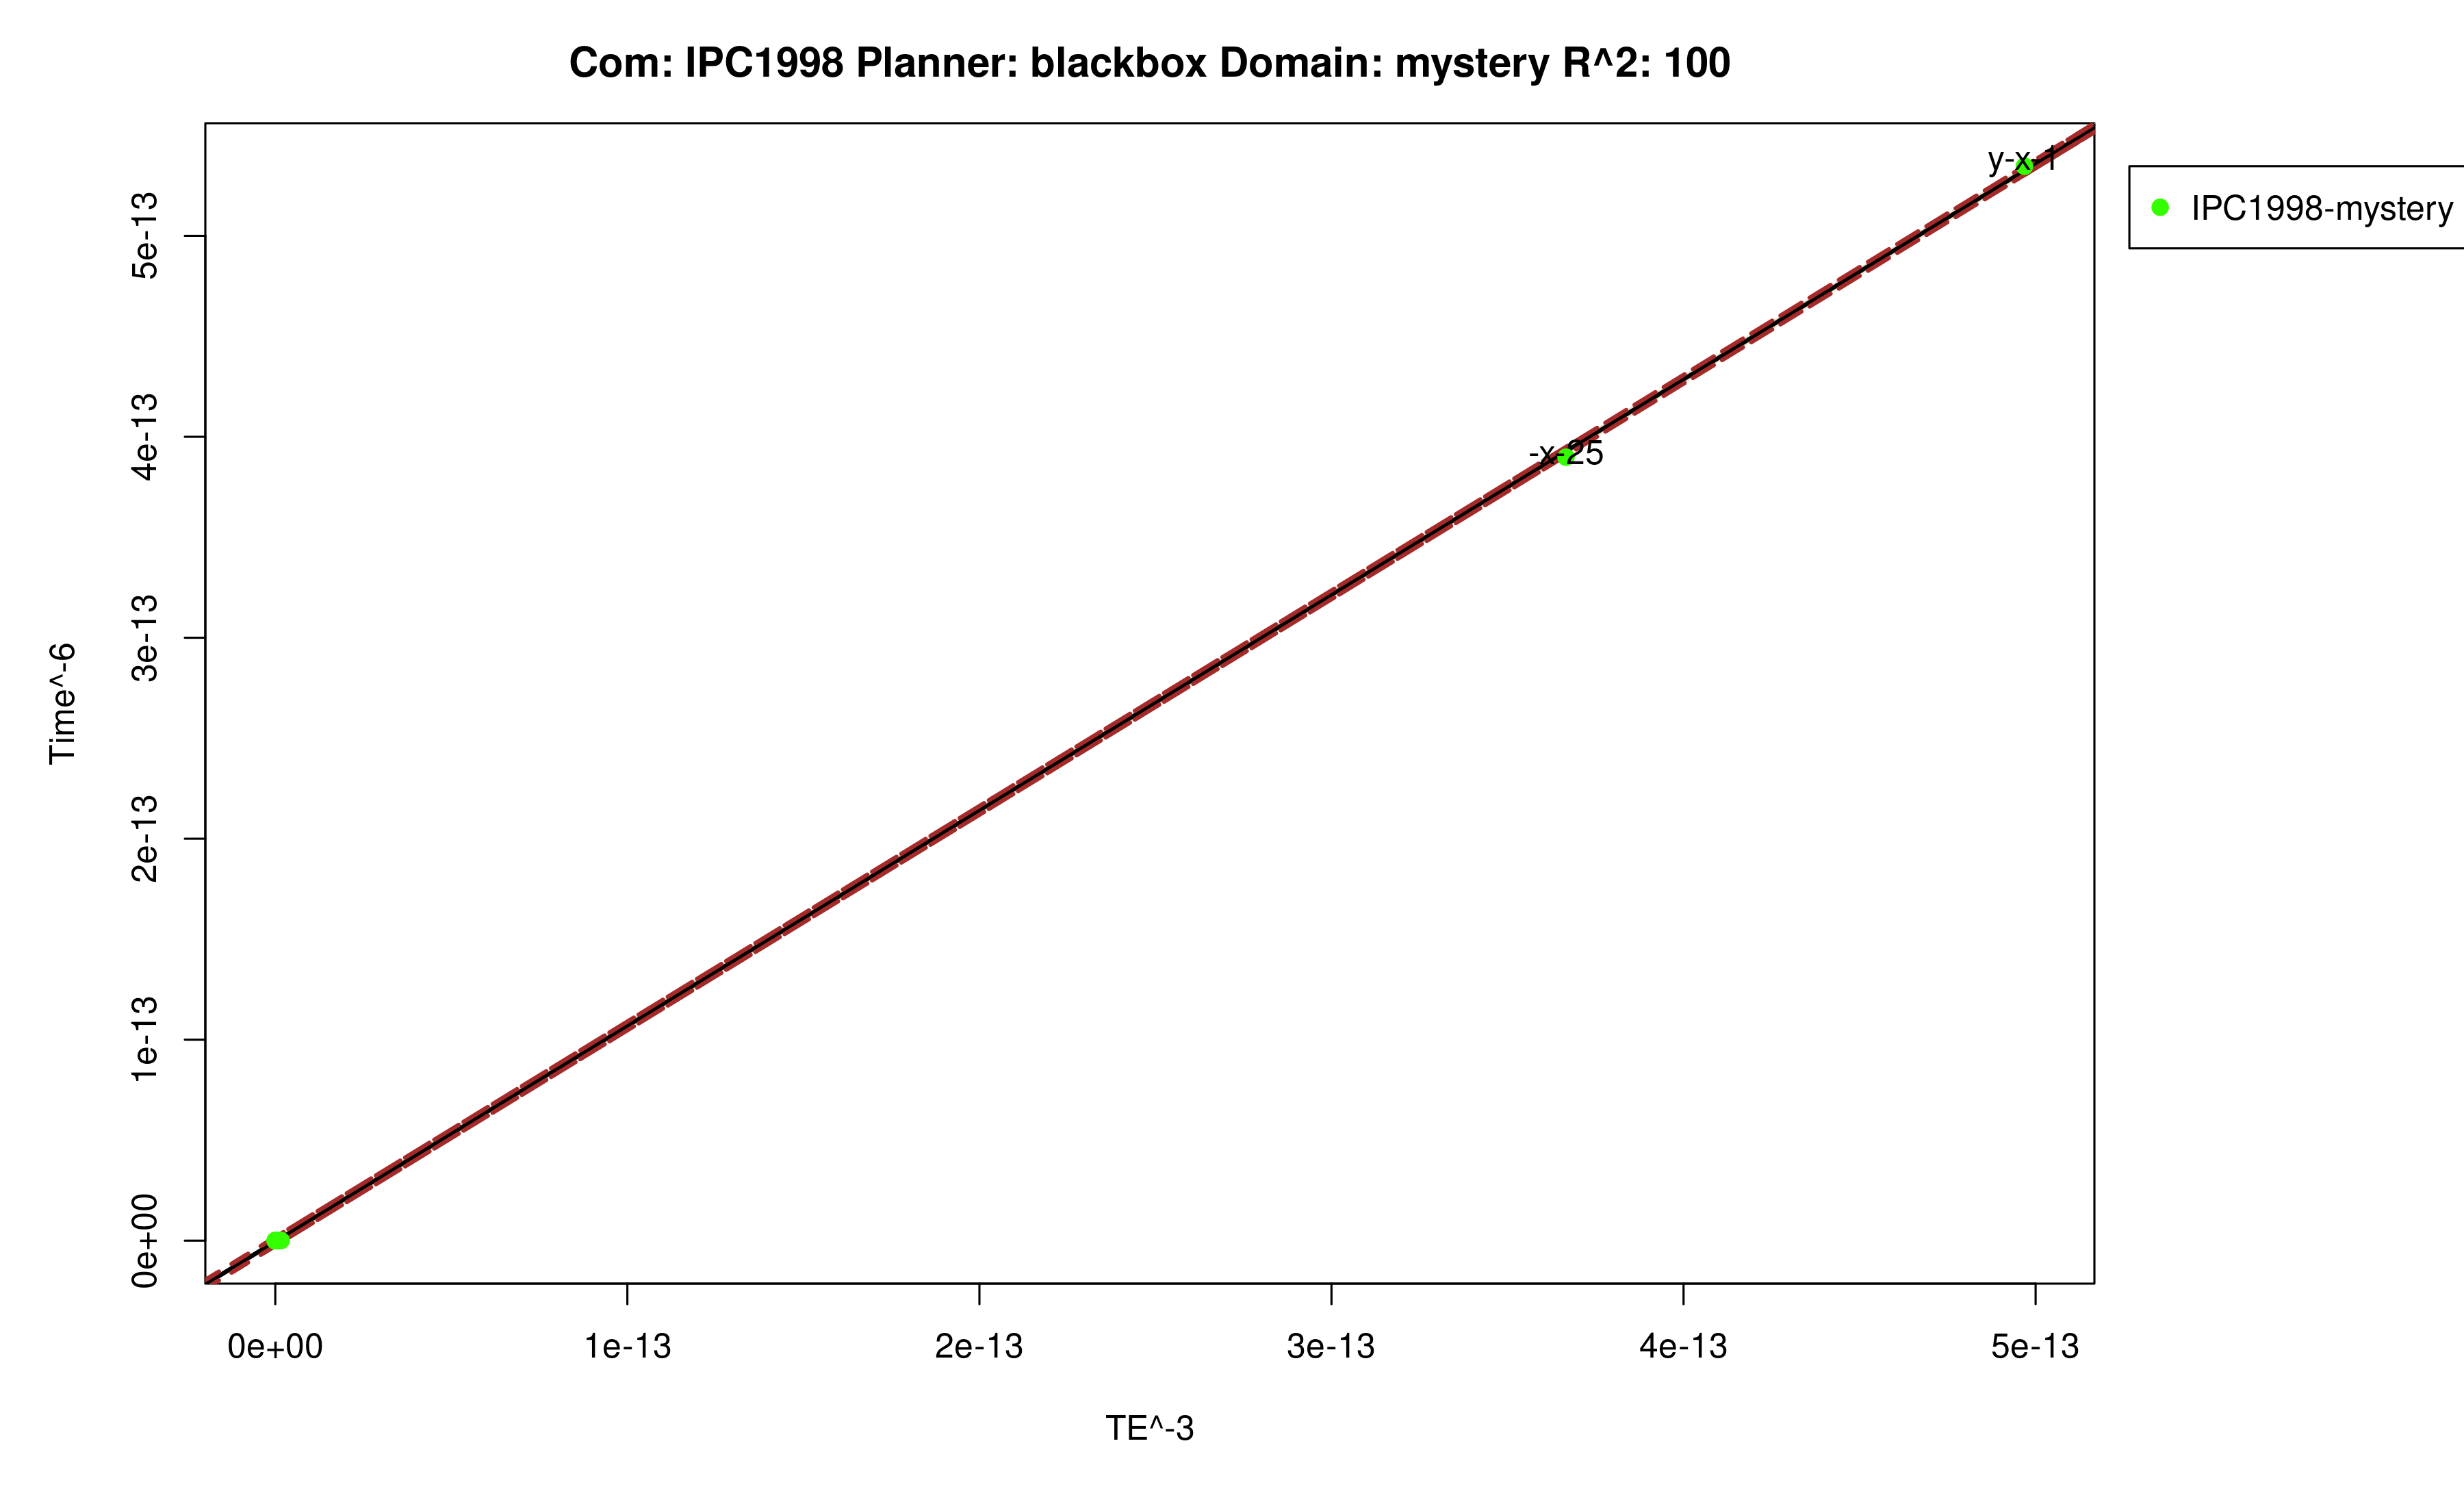 Com: IPC1998 Planner: blackbox Domain: mystery R^2: 100
y-x-1
IPC1998-mystery
-x-25
Time^-6
5e-13
4e-13
3e-13
2e-13
1e-13
0e+00
0e+00 1e-13 2e-13 3e-13 4e-13 5e-13
TE^-3